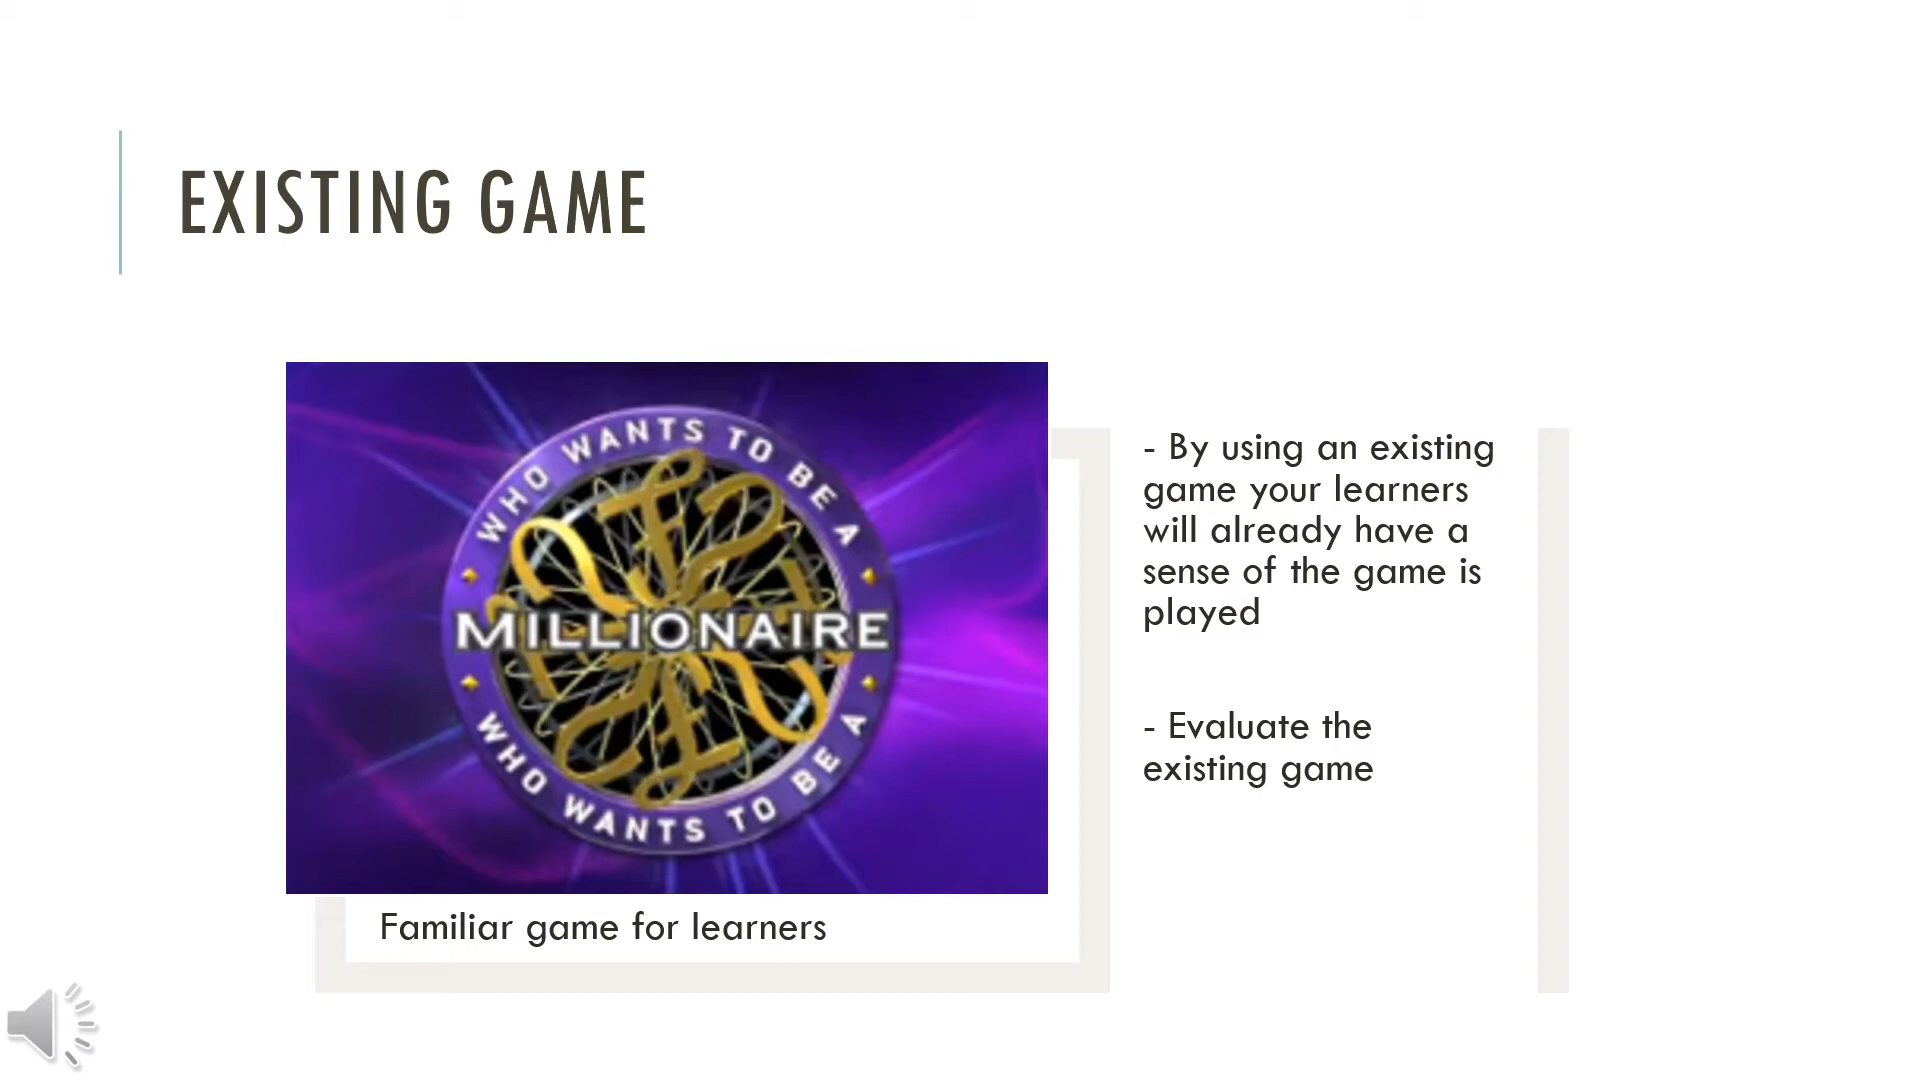 EXISTING GAME
WHO WANTS TO BE A
MILLIONAIRE
WHO WANTS TO BE A
Familiar game for learners
- By using an existing
game your learners
will already have a
sense of the game is
played
- Evaluate the
existing game